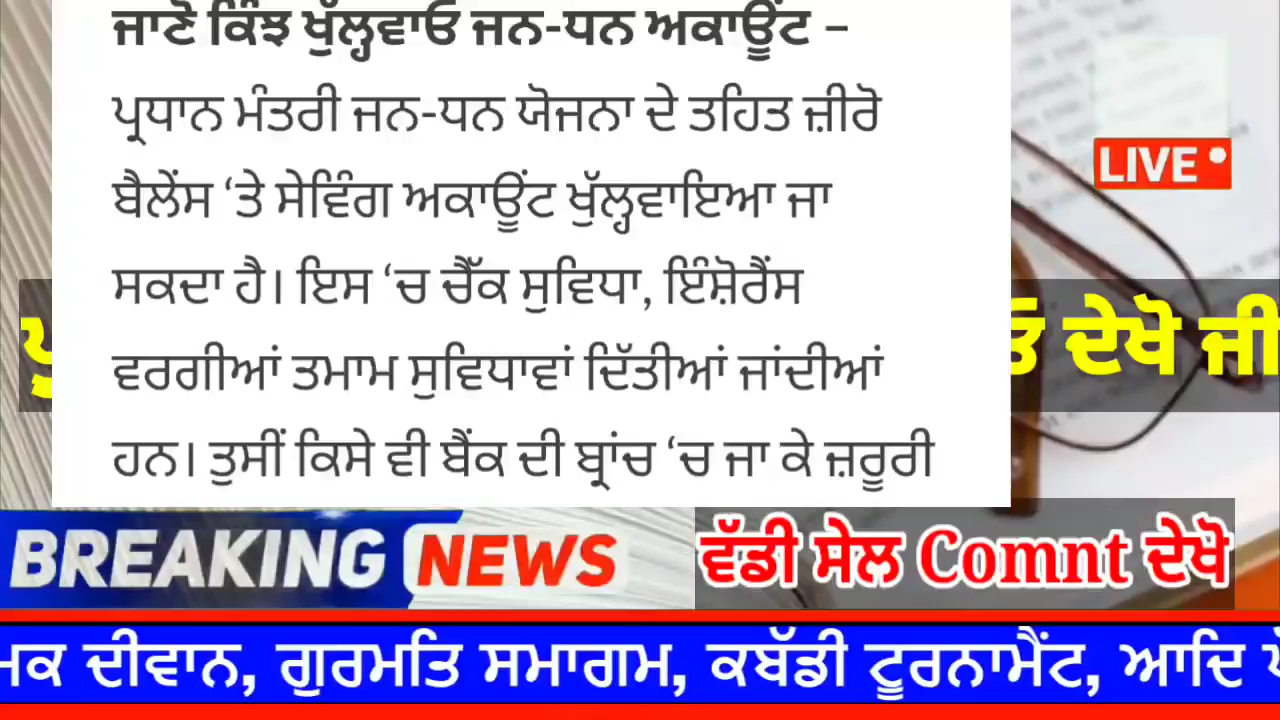 ਜਾਣੋ ਕਿੰਝ ਖੁੱਲ੍ਹਵਾਓ ਜਨ-ਧਨ ਅਕਾਊਂਟ –
ਪ੍ਰਧਾਨ ਮੰਤਰੀ ਜਨ-ਧਨ ਯੋਜਨਾ ਦੇ ਤਹਿਤ ਜ਼ੀਰੋ
ਬੈਲੇਂਸ ‘ਤੇ ਸੇਵਿੰਗ ਅਕਾਊਂਟ ਖੁੱਲ੍ਹਵਾਇਆ ਜਾ
ਸਕਦਾ ਹੈ। ਇਸ ‘ਚ ਚੈੱਕ ਸੁਵਿਧਾ, ਇੰਸ਼ੋਰੈਂਸ
ਵਰਗੀਆਂ ਤਮਾਮ ਸੁਵਿਧਾਵਾਂ ਦਿੱਤੀਆਂ ਜਾਂਦੀਆਂ
ਹਨ। ਤੁਸੀਂ ਕਿਸੇ ਵੀ ਬੈਂਕ ਦੀ ਬ੍ਰਾਂਚ ‘ਚ ਜਾ ਕੇ ਜ਼ਰੂਰੀ
LIVE
ਦੇਖੋ ਜੀ
BREAKING NEWS
ਵੱਡੀ ਸੇਲ Comnt ਦੇਖੋ
ਦੀਵਾਨ, ਗੁਰਮਤਿ ਸਮਾਗਮ, ਕਬੱਡੀ ਟੂਰਨਾਮੈਂਟ, ਆਦਿ